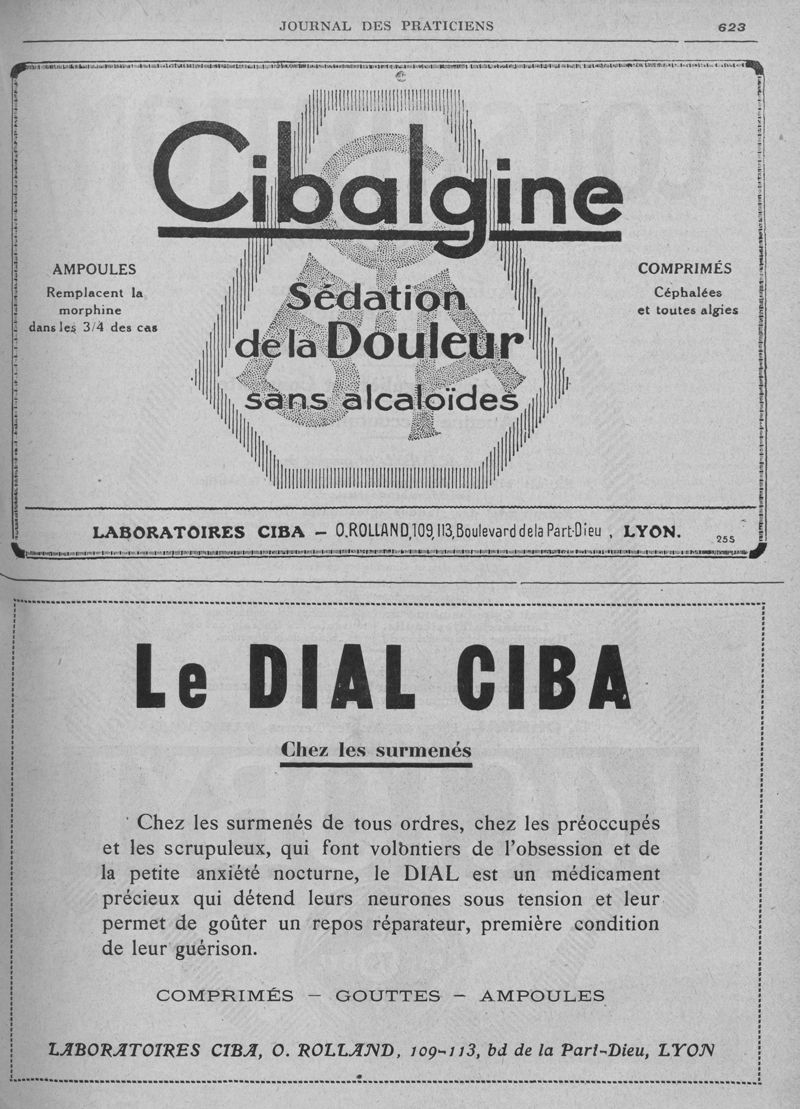 JOURNAL DES PRATICIENS 623
Cibalgine
AMPOULES
Remplacent la
morphine
dans les 3/4 des cas
Sédation
de la Douleur
sans alcaloïdes
COMPRIMÉS
Céphalées
et toutes algies
LABORATOIRES CIBA — O. ROLLAND, 109, 113, Boulevard de la Part-Dieu, LYON.
255
Le DIAL CIBA
Chez les surmenés
Chez les surmenés de tous ordres, chez les préoccupés
et les scrupuleux, qui font volontiers de l'obsession et de
la petite anxiété nocturne, le DIAL est un médicament
précieux qui détend leurs neurones sous tension et leur
permet de goûter un repos réparateur, première condition
de leur guérison.
COMPRIMÉS — GOUTTES — AMPOULES
LABORATOIRES CIBA, O. ROLLAND, 109-113, bd de la Part-Dieu, LYON